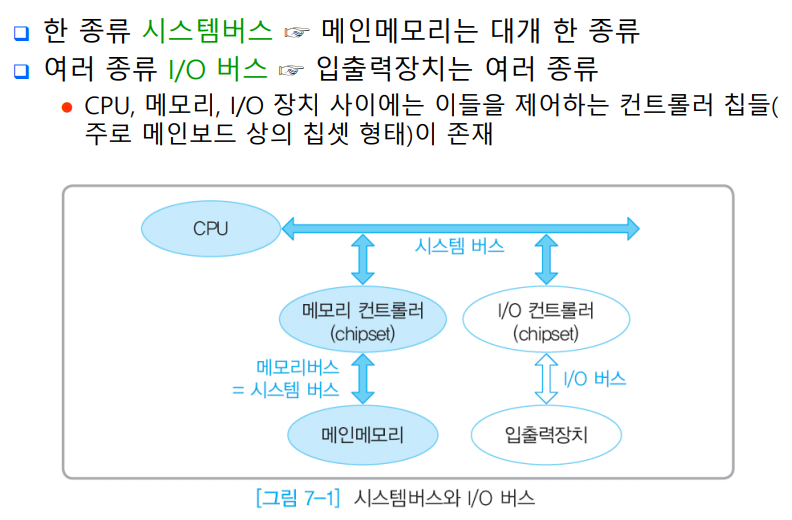 한 종류 시스템버스 ☞ 메인메모리는 대개 한 종류
여러 종류 I/O 버스 ☞ 입출력장치는 여러 종류
CPU, 메모리, I/O 장치 사이에는 이들을 제어하는 컨트롤러 칩들(
주로 메인보드 상의 칩셋 형태)이 존재
CPU
시스템 버스
메모리 컨트롤러
(chipset)
I/O 컨트롤러
(chipset)
메모리버스
= 시스템 버스
I/O 버스
메인메모리
입출력장치
[그림 7-1] 시스템버스와 I/O 버스